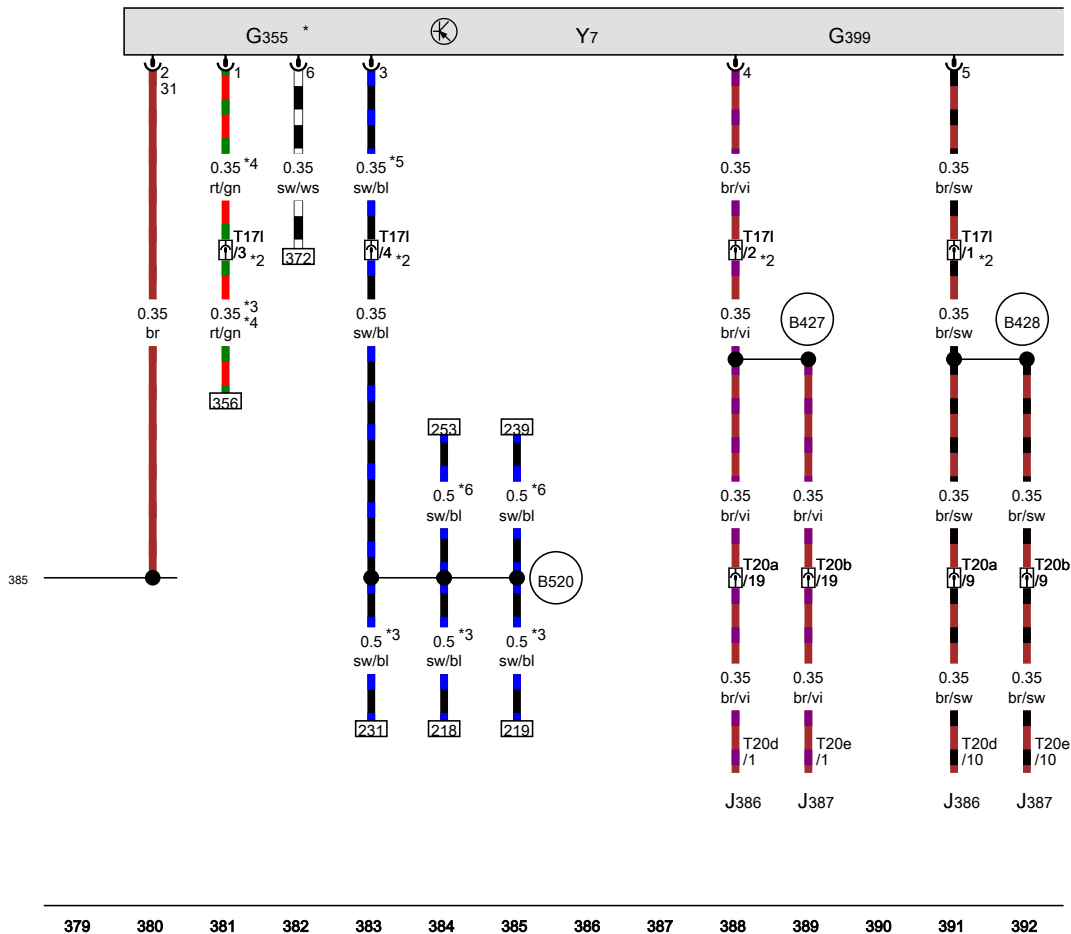 G355 * Y7 G399
2 1 6 3 4 5
31
0.35 *4 0.35 0.35 *5 0.35 0.35
rt/gn sw/ws sw/bl br/vi br/sw
T17l T17l T17l T17l
/3 *2 /4 *2 /2 *2 /1 *2
372
0.35 0.35 *3 0.35 0.35 0.35
br rt/gn *4 sw/bl br/vi br/sw
B427 B428
356
253 239
0.5 *6 0.5 *6 0.35 0.35 0.35 0.35
sw/bl sw/bl br/vi br/vi br/sw br/sw
T20a T20b T20a T20b
/19 /19 /9 /9
385 B520
0.5 *3 0.5 *3 0.5 *3 0.35 0.35 0.35 0.35
sw/bl sw/bl sw/bl br/vi br/vi br/sw br/sw
231 218 219
T20d T20e T20d T20e
/1 /1 /10 /10
J386 J387 J386 J387
379 380 381 382 383 384 385 386 387 388 389 390 391 392